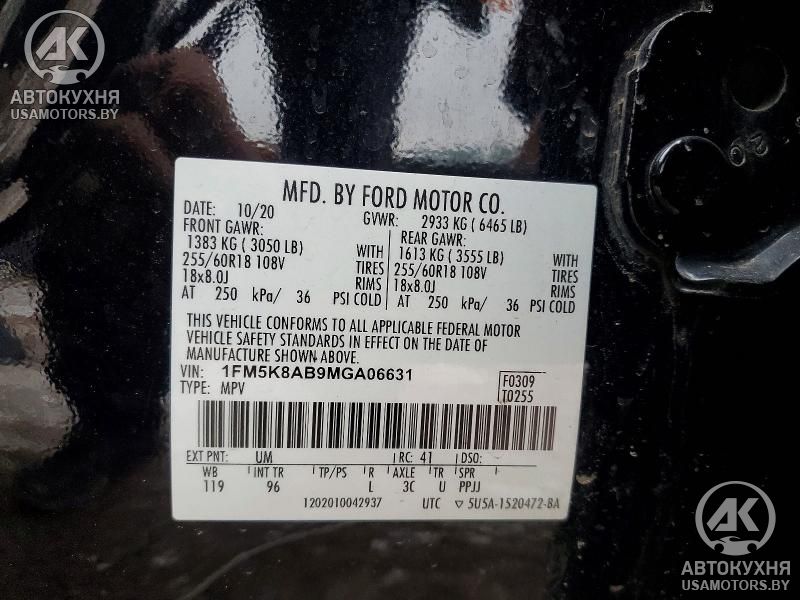 AK
АВТОКУХНЯ
USAMOTORS.BY
20
MFD. BY FORD MOTOR CO.
DATE: 10/20 GVWR: 2933 KG ( 6465 LB)
FRONT GAWR: REAR GAWR:
1383 KG ( 3050 LB) WITH 1613 KG ( 3555 LB) WITH
255/60R18 108V TIRES 255/60R18 108V TIRES
18x8.0J RIMS 18x8.0J RIMS
AT 250 kPa/ 36 PSI COLD AT 250 kPa/ 36 PSI COLD
THIS VEHICLE CONFORMS TO ALL APPLICABLE FEDERAL MOTOR
VEHICLE SAFETY STANDARDS IN EFFECT ON THE DATE OF
MANUFACTURE SHOWN ABOVE.
VIN: 1FM5K8AB9MGA06631 F0309
TYPE: MPV T0255
EXT PNT: UM RC: 41 DSO:
WB INT TR TP/PS R AXLE TR SPR
119 96 L 3C U PPJJ
1202010042937 UTC ▽ 5U5A-1520472-BA
AK
АВТОКУХНЯ
USAMOTORS.BY